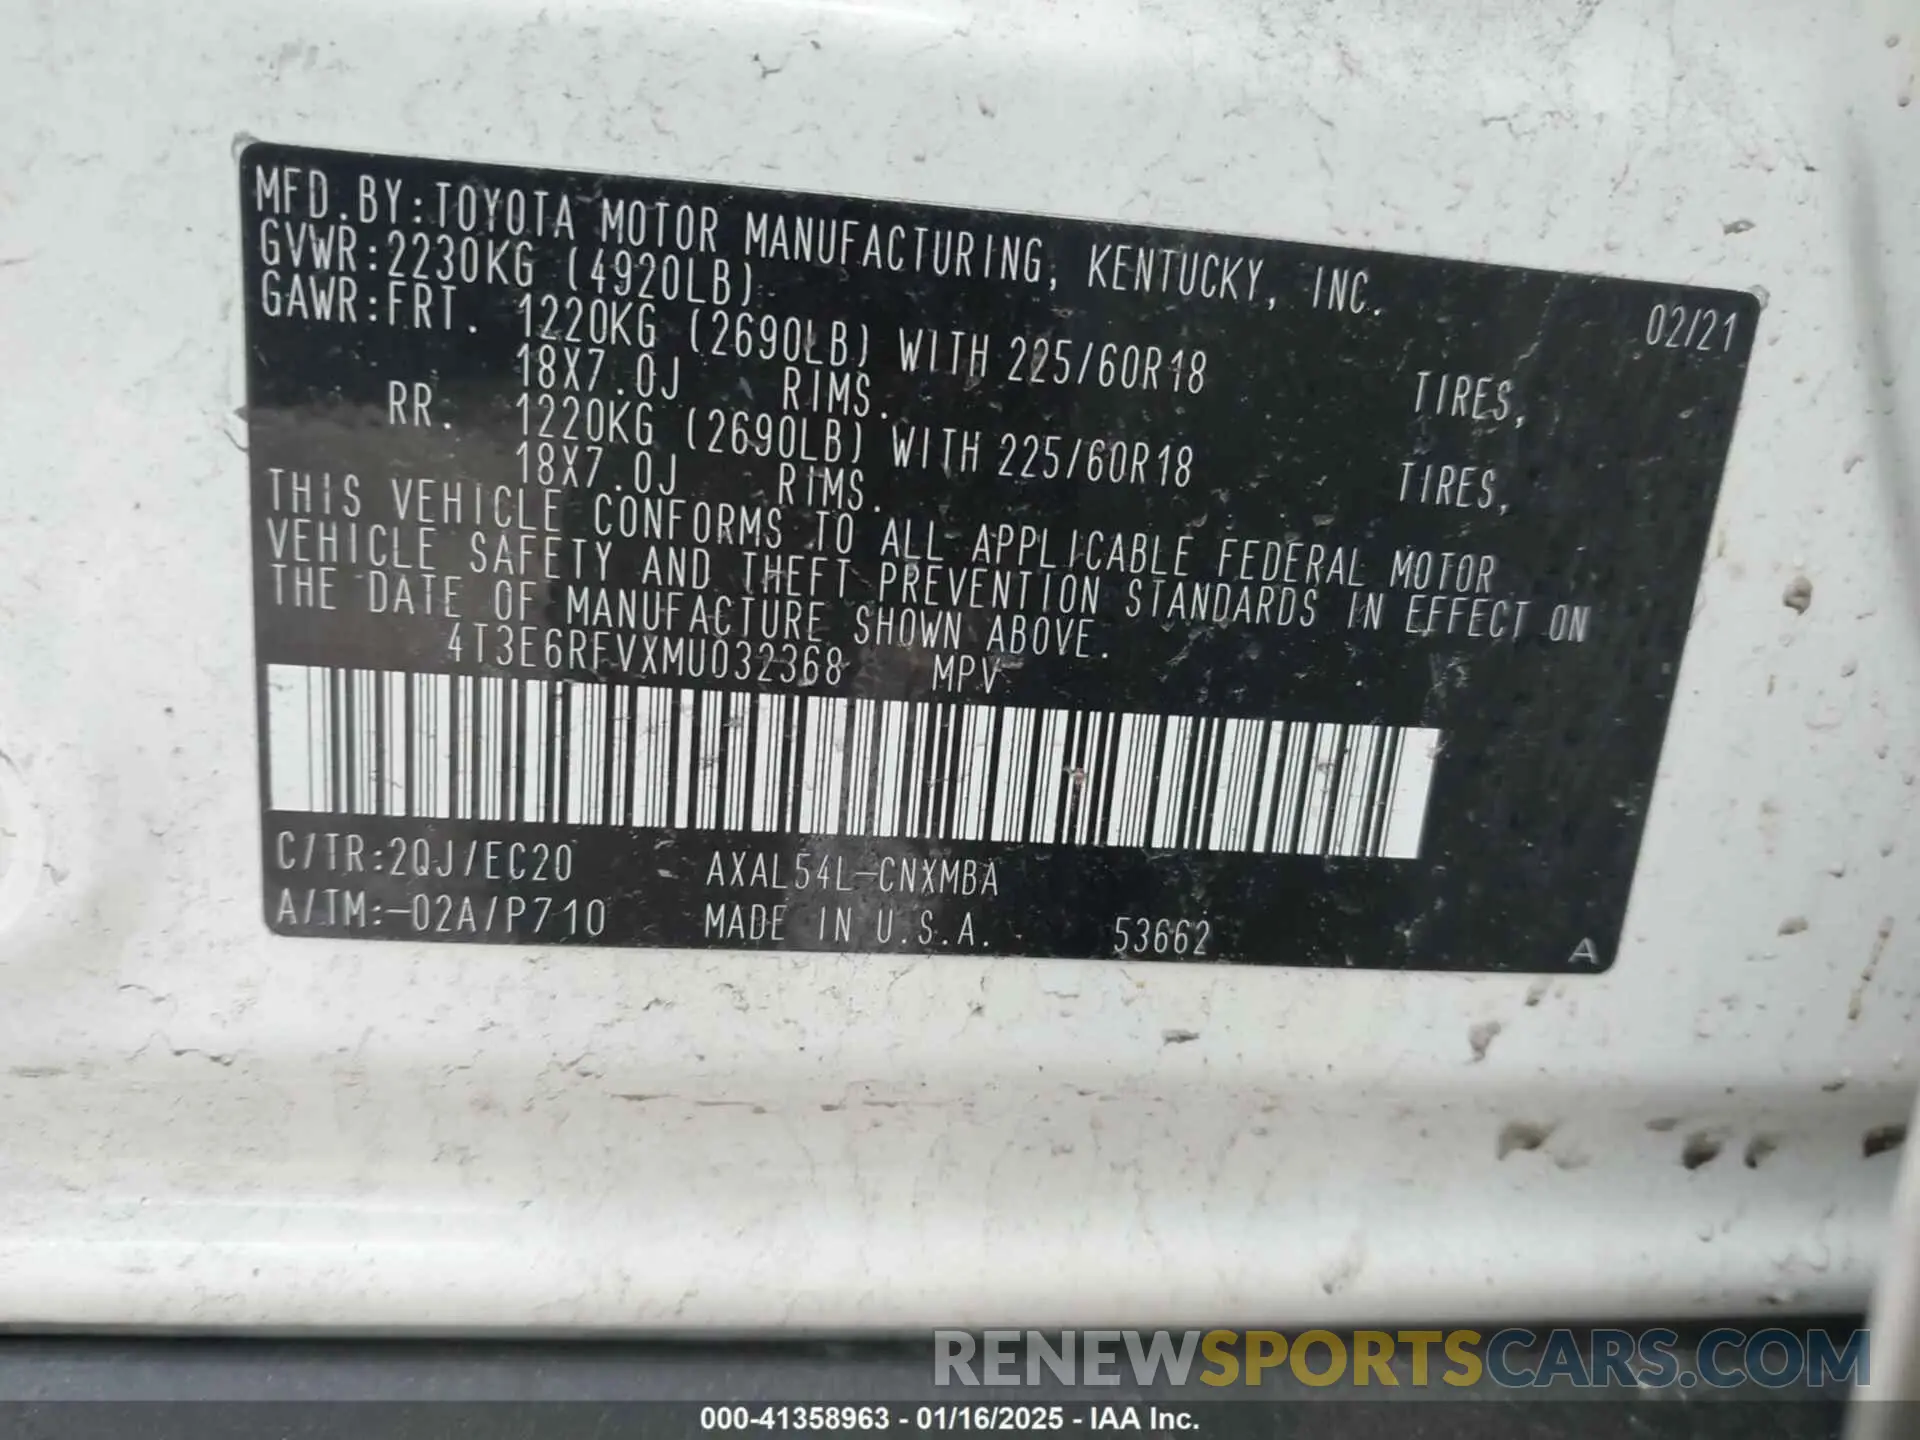 MFD.BY:TOYOTA MOTOR MANUFACTURING, KENTUCKY, INC. 02/21
GVWR:2230KG (4920LB)
GAWR:FRT. 1220KG (2690LB) WITH 225/60R18 TIRES,
18X7.0J RIMS.
RR. 1220KG (2690LB) WITH 225/60R18 TIRES,
18X7.0J RIMS.
THIS VEHICLE CONFORMS TO ALL APPLICABLE FEDERAL MOTOR
VEHICLE SAFETY AND THEFT PREVENTION STANDARDS IN EFFECT ON
THE DATE OF MANUFACTURE SHOWN ABOVE.
4T3E6RFVXMU032368 MPV
C/TR:2QJ/EC20 AXAL54L-CNXMBA
A/TM:-02A/P710 MADE IN U.S.A. 53662 A
RENEWSPORTSCARS.COM
000-41358963 - 01/16/2025 - IAA Inc.